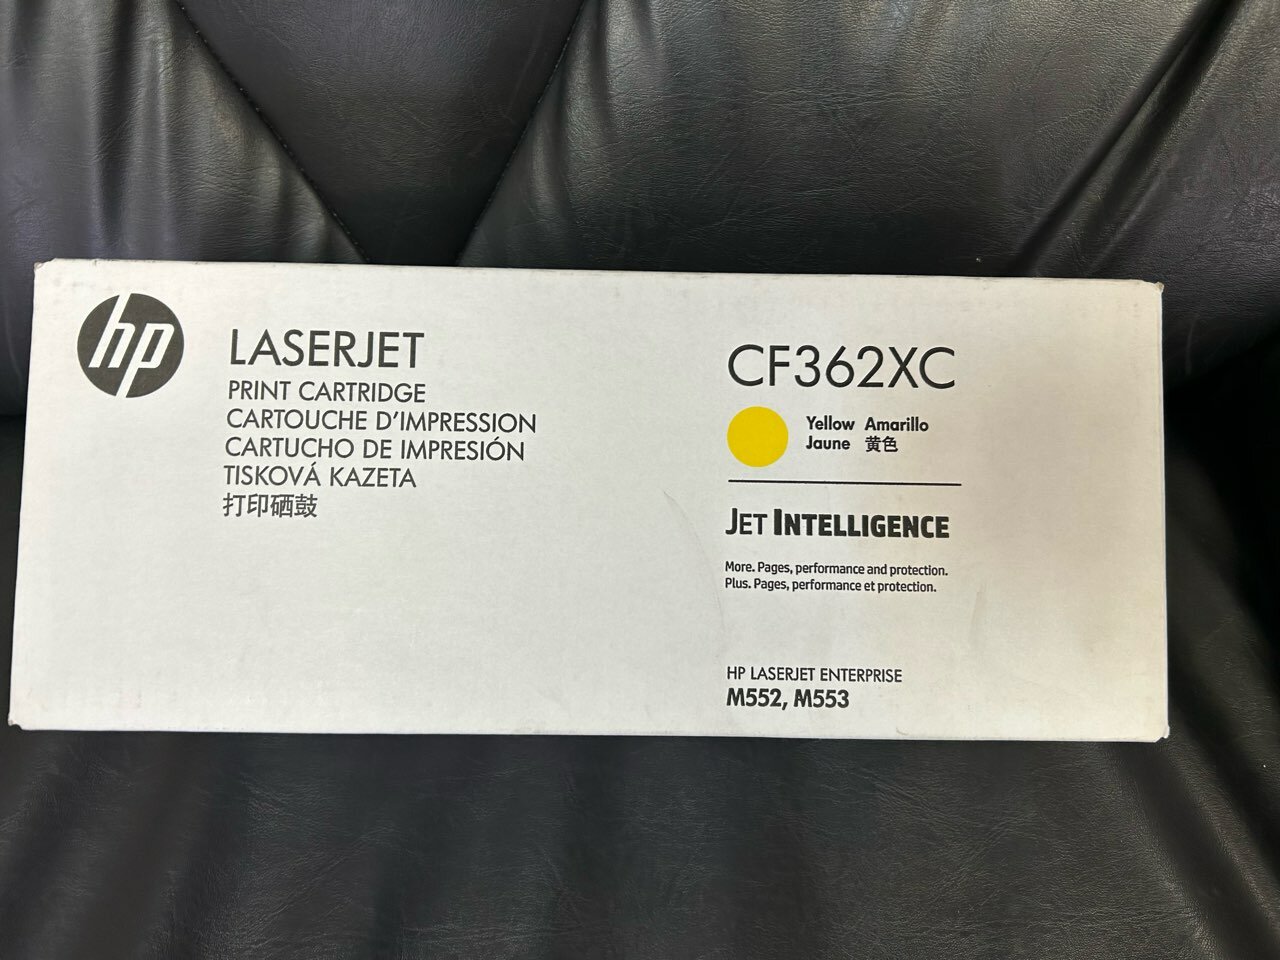 hp
LASERJET
PRINT CARTRIDGE
CARTOUCHE D'IMPRESSION
CARTUCHO DE IMPRESIÓN
TISKOVÁ KAZETA
打印硒鼓
CF362XC
Yellow Amarillo
Jaune 黄色
JET INTELLIGENCE
More. Pages, performance and protection.
Plus. Pages, performance et protection.
HP LASERJET ENTERPRISE
M552, M553